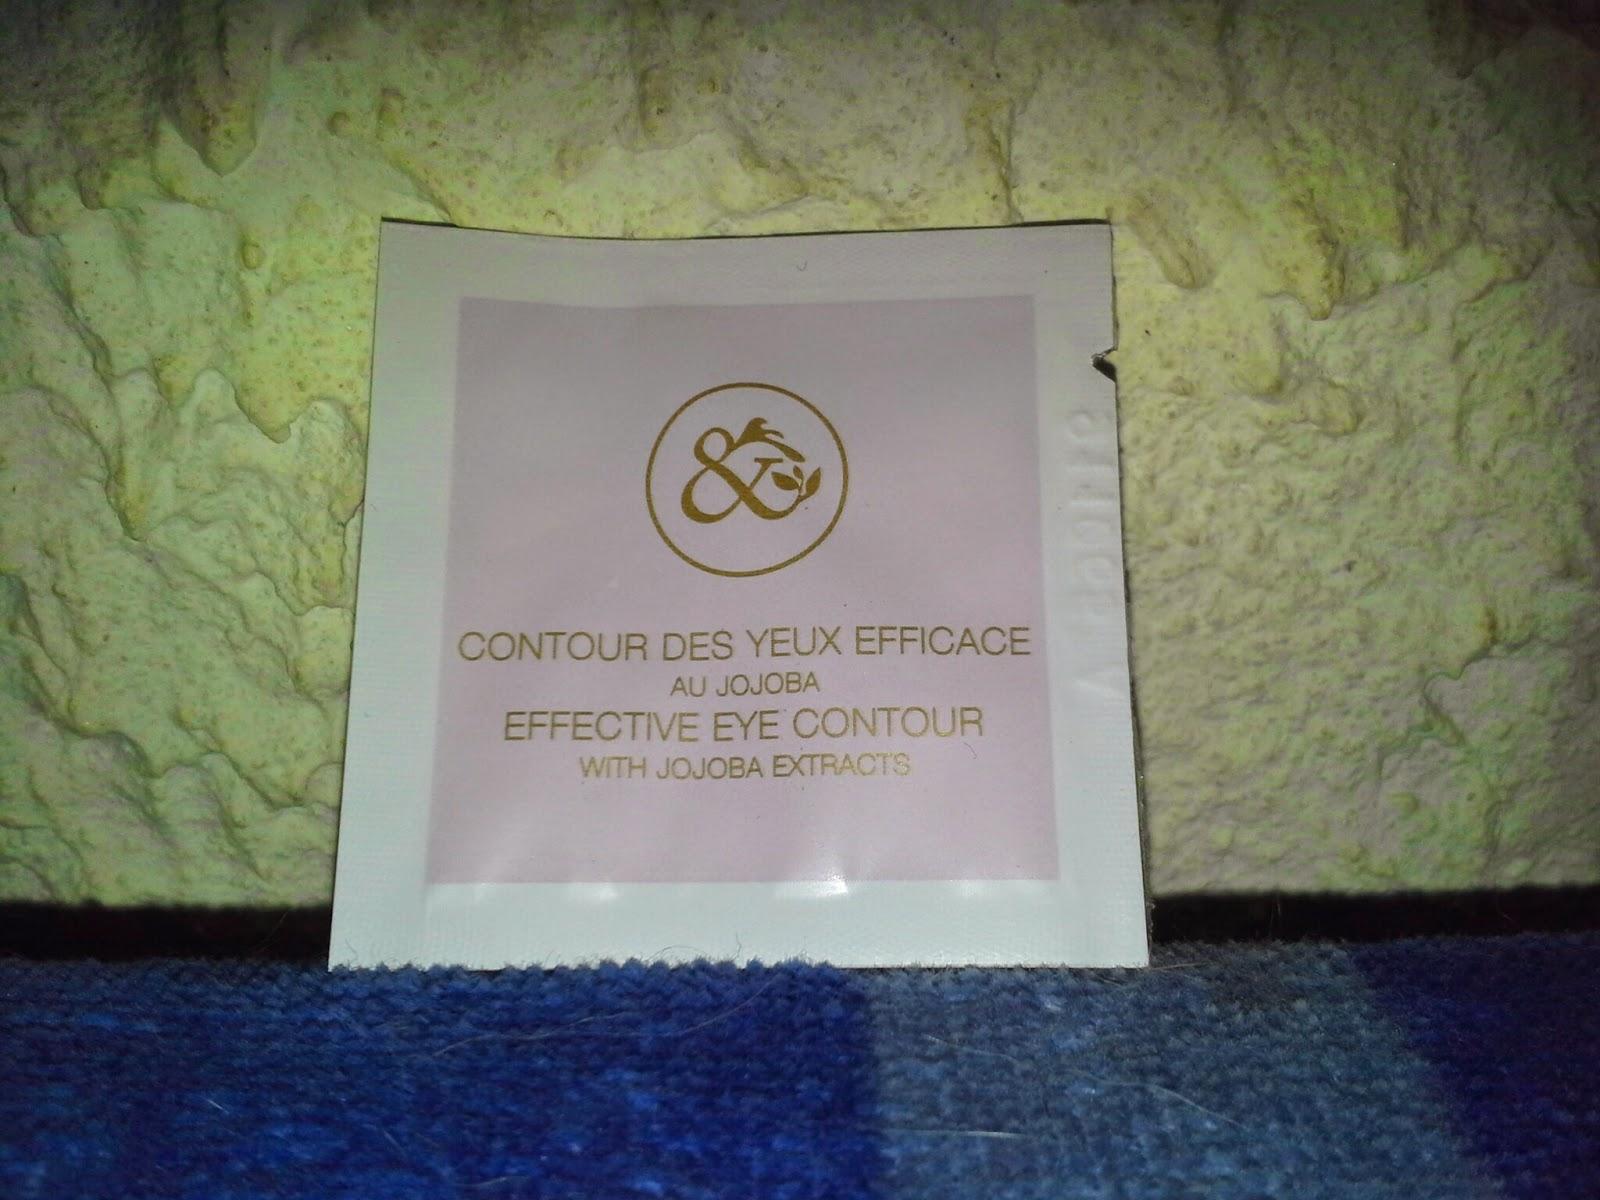 &
CONTOUR DES YEUX EFFICACE
AU JOJOBA
EFFECTIVE EYE CONTOUR
WITH JOJOBA EXTRACTS